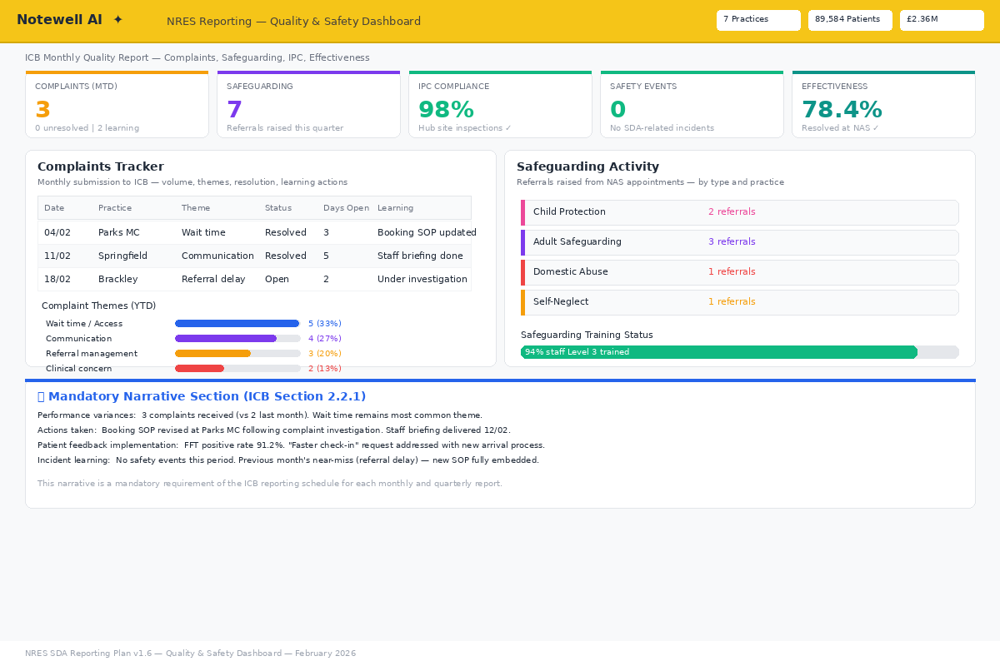 Notewell AI ✦
NRES Reporting — Quality & Safety Dashboard
7 Practices
89,584 Patients
£2.36M
ICB Monthly Quality Report — Complaints, Safeguarding, IPC, Effectiveness
COMPLAINTS (MTD)
3
0 unresolved | 2 learning
SAFEGUARDING
7
Referrals raised this quarter
IPC COMPLIANCE
98%
Hub site inspections ✓
SAFETY EVENTS
0
No SDA-related incidents
EFFECTIVENESS
78.4%
Resolved at NAS ✓
Complaints Tracker
Monthly submission to ICB — volume, themes, resolution, learning actions
Date Practice Theme Status Days Open Learning
04/02 Parks MC Wait time Resolved 3 Booking SOP updated
11/02 Springfield Communication Resolved 5 Staff briefing done
18/02 Brackley Referral delay Open 2 Under investigation
Complaint Themes (YTD)
Wait time / Access 5 (33%)
Communication 4 (27%)
Referral management 3 (20%)
Clinical concern 2 (13%)
Safeguarding Activity
Referrals raised from NAS appointments — by type and practice
Child Protection 2 referrals
Adult Safeguarding 3 referrals
Domestic Abuse 1 referrals
Self-Neglect 1 referrals
Safeguarding Training Status
94% staff Level 3 trained
Mandatory Narrative Section (ICB Section 2.2.1)
Performance variances: 3 complaints received (vs 2 last month). Wait time remains most common theme.
Actions taken: Booking SOP revised at Parks MC following complaint investigation. Staff briefing delivered 12/02.
Patient feedback implementation: FFT positive rate 91.2%. "Faster check-in" request addressed with new arrival process.
Incident learning: No safety events this period. Previous month's near-miss (referral delay) — new SOP fully embedded.
This narrative is a mandatory requirement of the ICB reporting schedule for each monthly and quarterly report.
NRES SDA Reporting Plan v1.6 — Quality & Safety Dashboard — February 2026